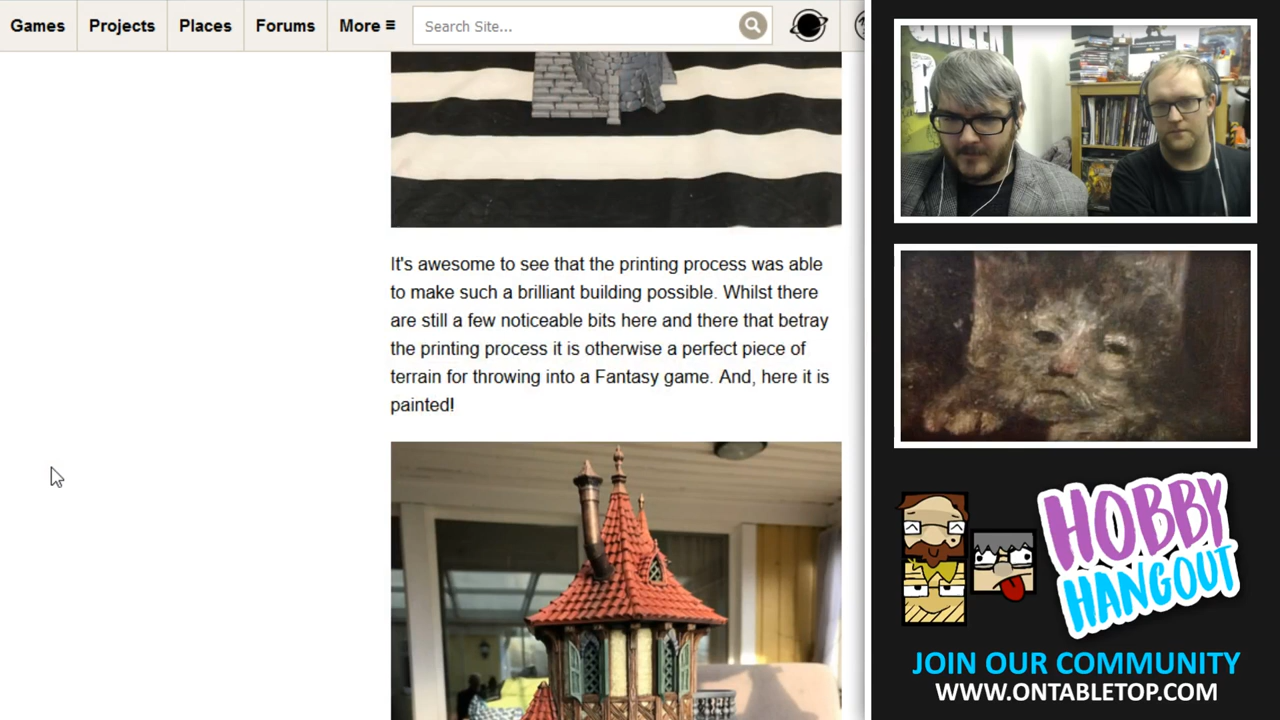 Games Projects Places Forums More ≡ Search Site...
It's awesome to see that the printing process was able
to make such a brilliant building possible. Whilst there
are still a few noticeable bits here and there that betray
the printing process it is otherwise a perfect piece of
terrain for throwing into a Fantasy game. And, here it is
painted!
HOBBY
HANGOUT
JOIN OUR COMMUNITY
WWW.ONTABLETOP.COM